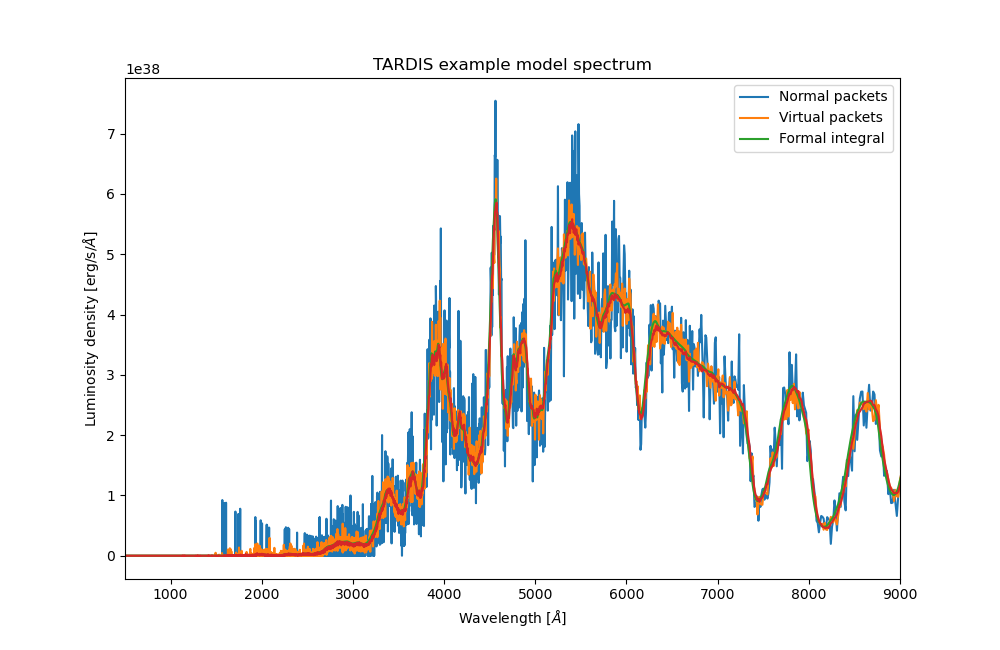 TARDIS example model spectrum
1e38
Normal packets
Virtual packets
Formal integral
7
6
5
4
3
2
1
0
Luminosity density [erg/s/Å]
1000 2000 3000 4000 5000 6000 7000 8000 9000
Wavelength [Å]